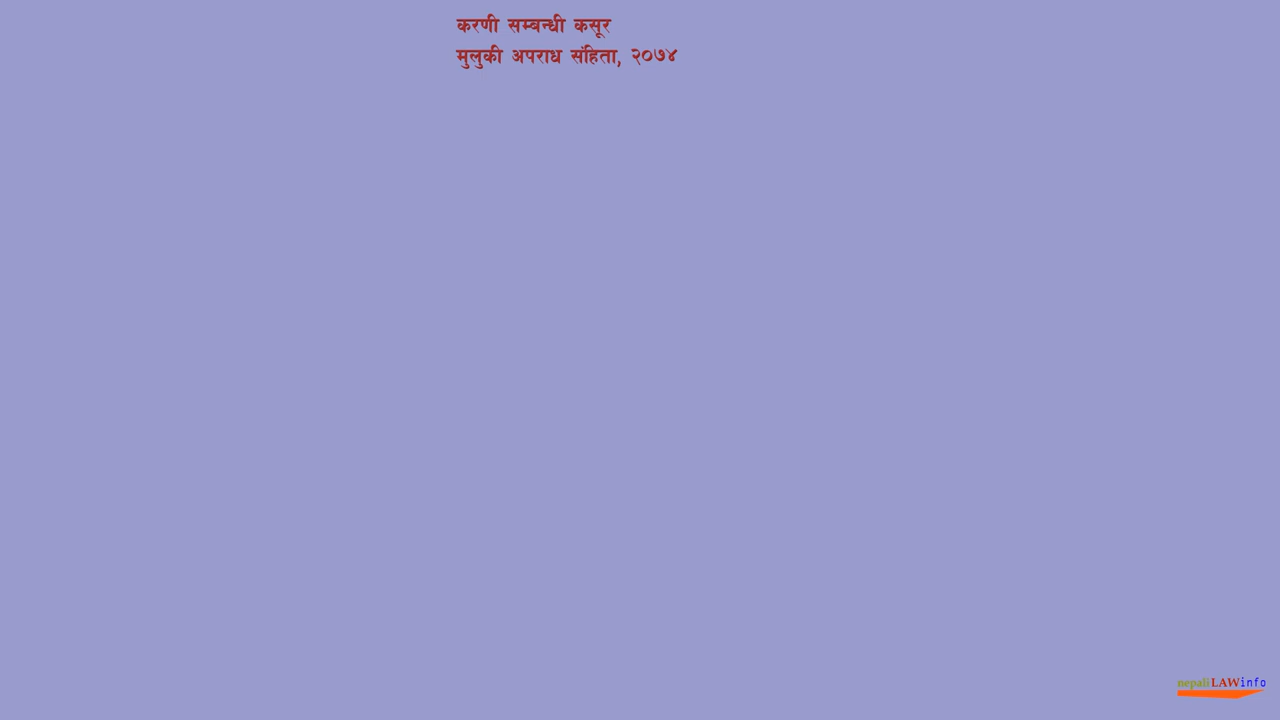 करणी सम्बन्धी कसूर
मुलुकी अपराध संहिता, २०७४
nepaliLAWinfo